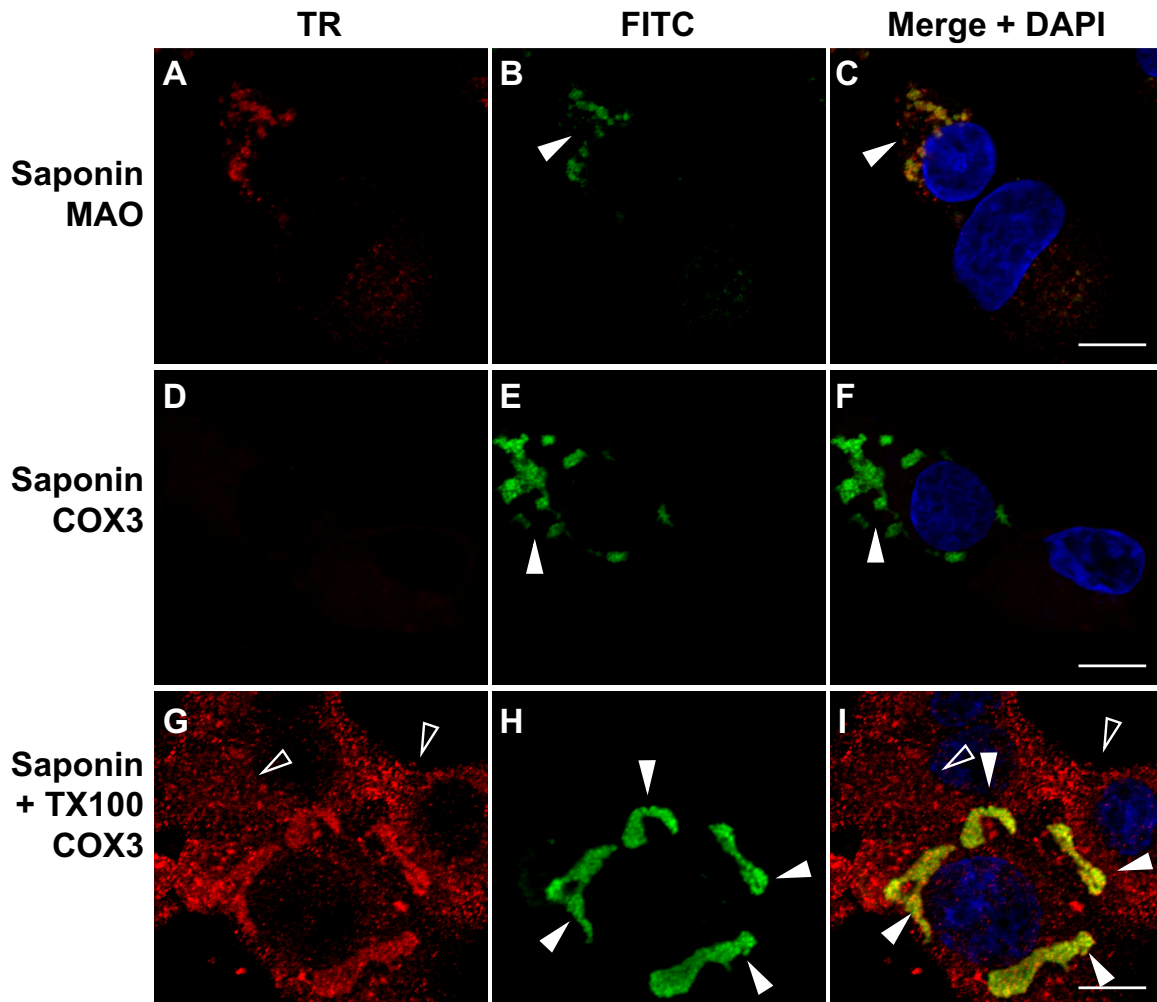 TR FITC Merge + DAPI
A B C
Saponin
MAO
D E F
Saponin
COX3
G H I
Saponin
+ TX100
COX3